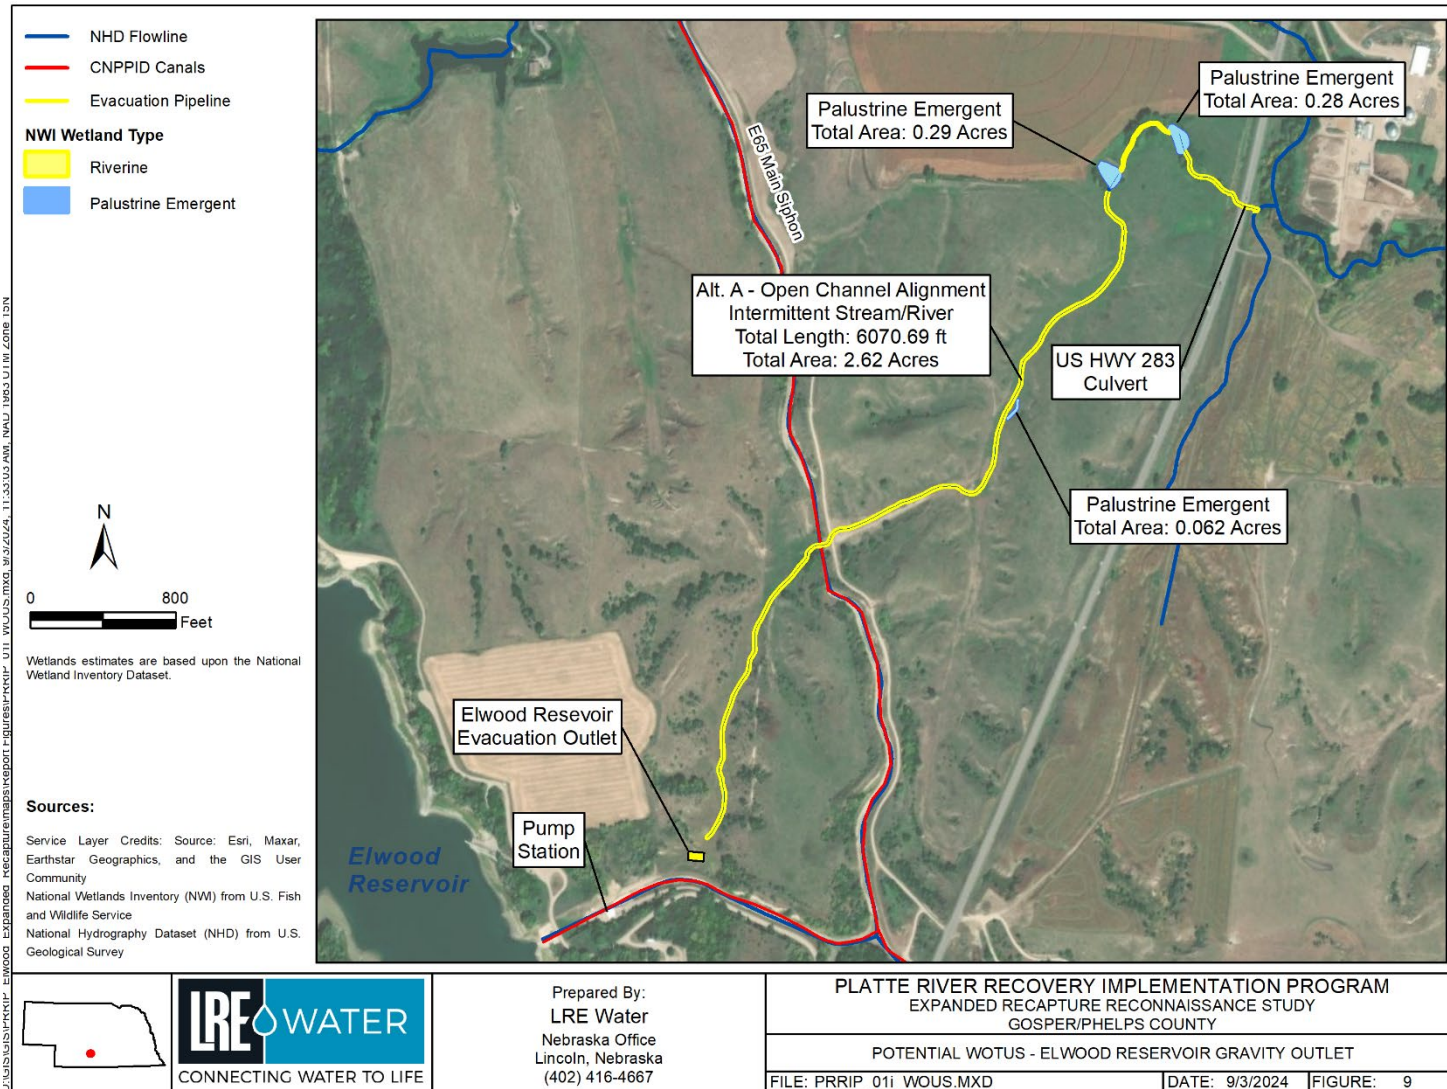 NHD Flowline
CNPPID Canals
Evacuation Pipeline
NWI Wetland Type
Riverine
Palustrine Emergent
N
0 800
Feet
Wetlands estimates are based upon the National
Wetland Inventory Dataset.
Sources:
Service Layer Credits: Source: Esri, Maxar,
Earthstar Geographics, and the GIS User
Community
National Wetlands Inventory (NWI) from U.S. Fish
and Wildlife Service
National Hydrography Dataset (NHD) from U.S.
Geological Survey
Palustrine Emergent
Total Area: 0.28 Acres
Palustrine Emergent
Total Area: 0.29 Acres
E65 Main Siphon
Alt. A - Open Channel Alignment
Intermittent Stream/River
Total Length: 6070.69 ft
Total Area: 2.62 Acres
US HWY 283
Culvert
Palustrine Emergent
Total Area: 0.062 Acres
Elwood Resevoir
Evacuation Outlet
Pump
Station
Elwood
Reservoir
LRE WATER
CONNECTING WATER TO LIFE
Prepared By:
LRE Water
Nebraska Office
Lincoln, Nebraska
(402) 416-4667
PLATTE RIVER RECOVERY IMPLEMENTATION PROGRAM
EXPANDED RECAPTURE RECONNAISSANCE STUDY
GOSPER/PHELPS COUNTY
POTENTIAL WOTUS - ELWOOD RESERVOIR GRAVITY OUTLET
FILE: PRRIP_01i_WOUS.MXD DATE: 9/3/2024 FIGURE: 9